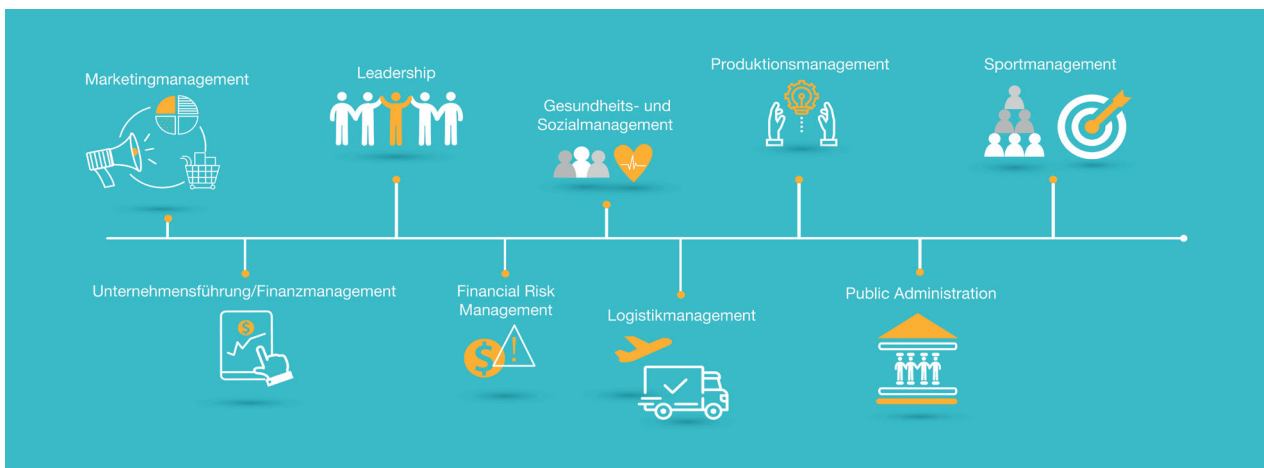 Marketingmanagement
Leadership
Gesundheits- und
Sozialmanagement
Produktionsmanagement
Sportmanagement
Unternehmensführung/Finanzmanagement
Financial Risk
Management
Logistikmanagement
Public Administration